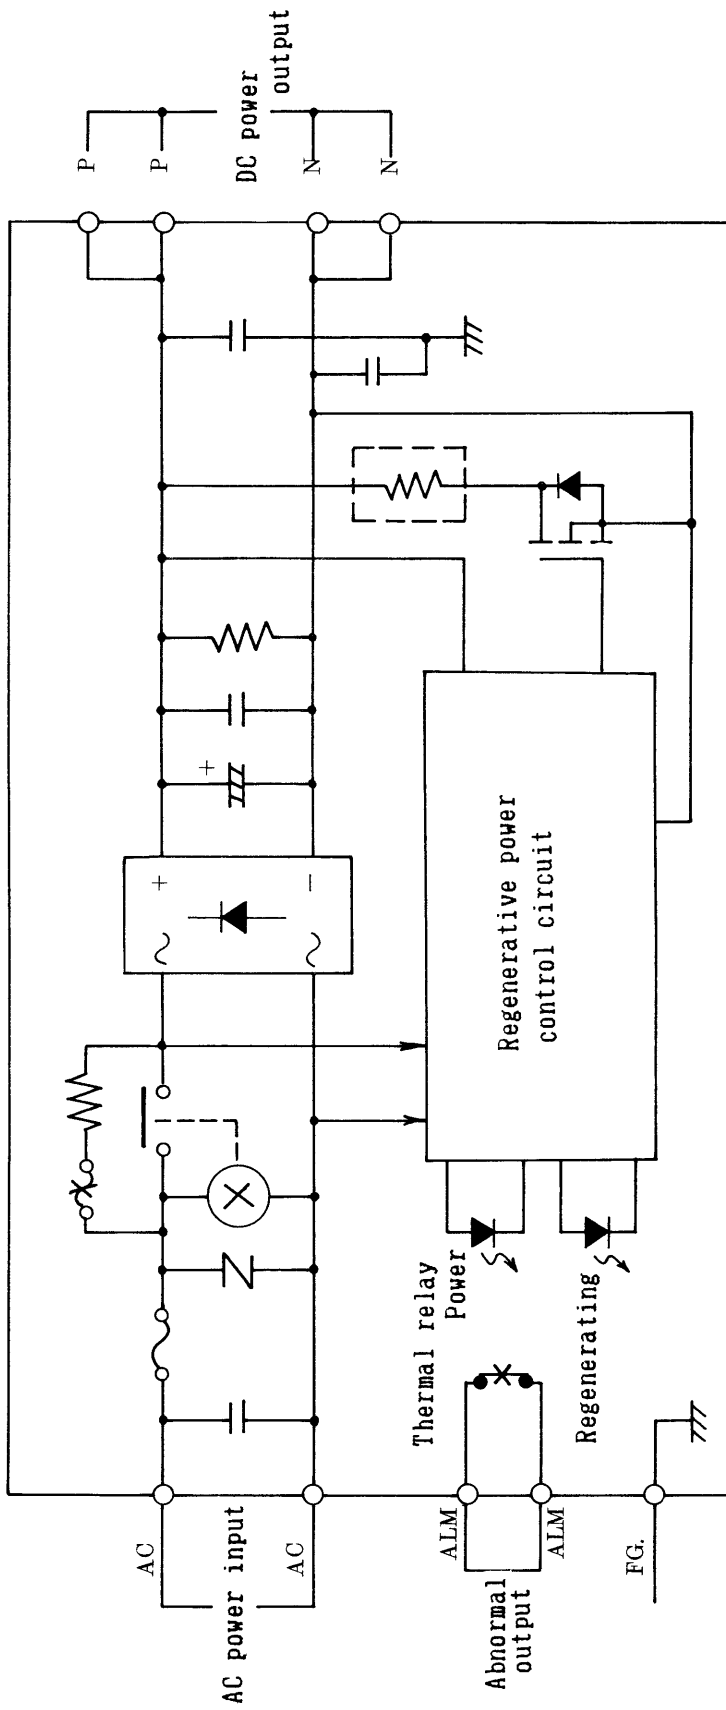 AC power input
AC
AC
Abnormal
output
ALM
ALM
FG.
Thermal relay
Power
Regenerating
+
−
Regenerative power
control circuit
+
P
P
DC power
output
N
N